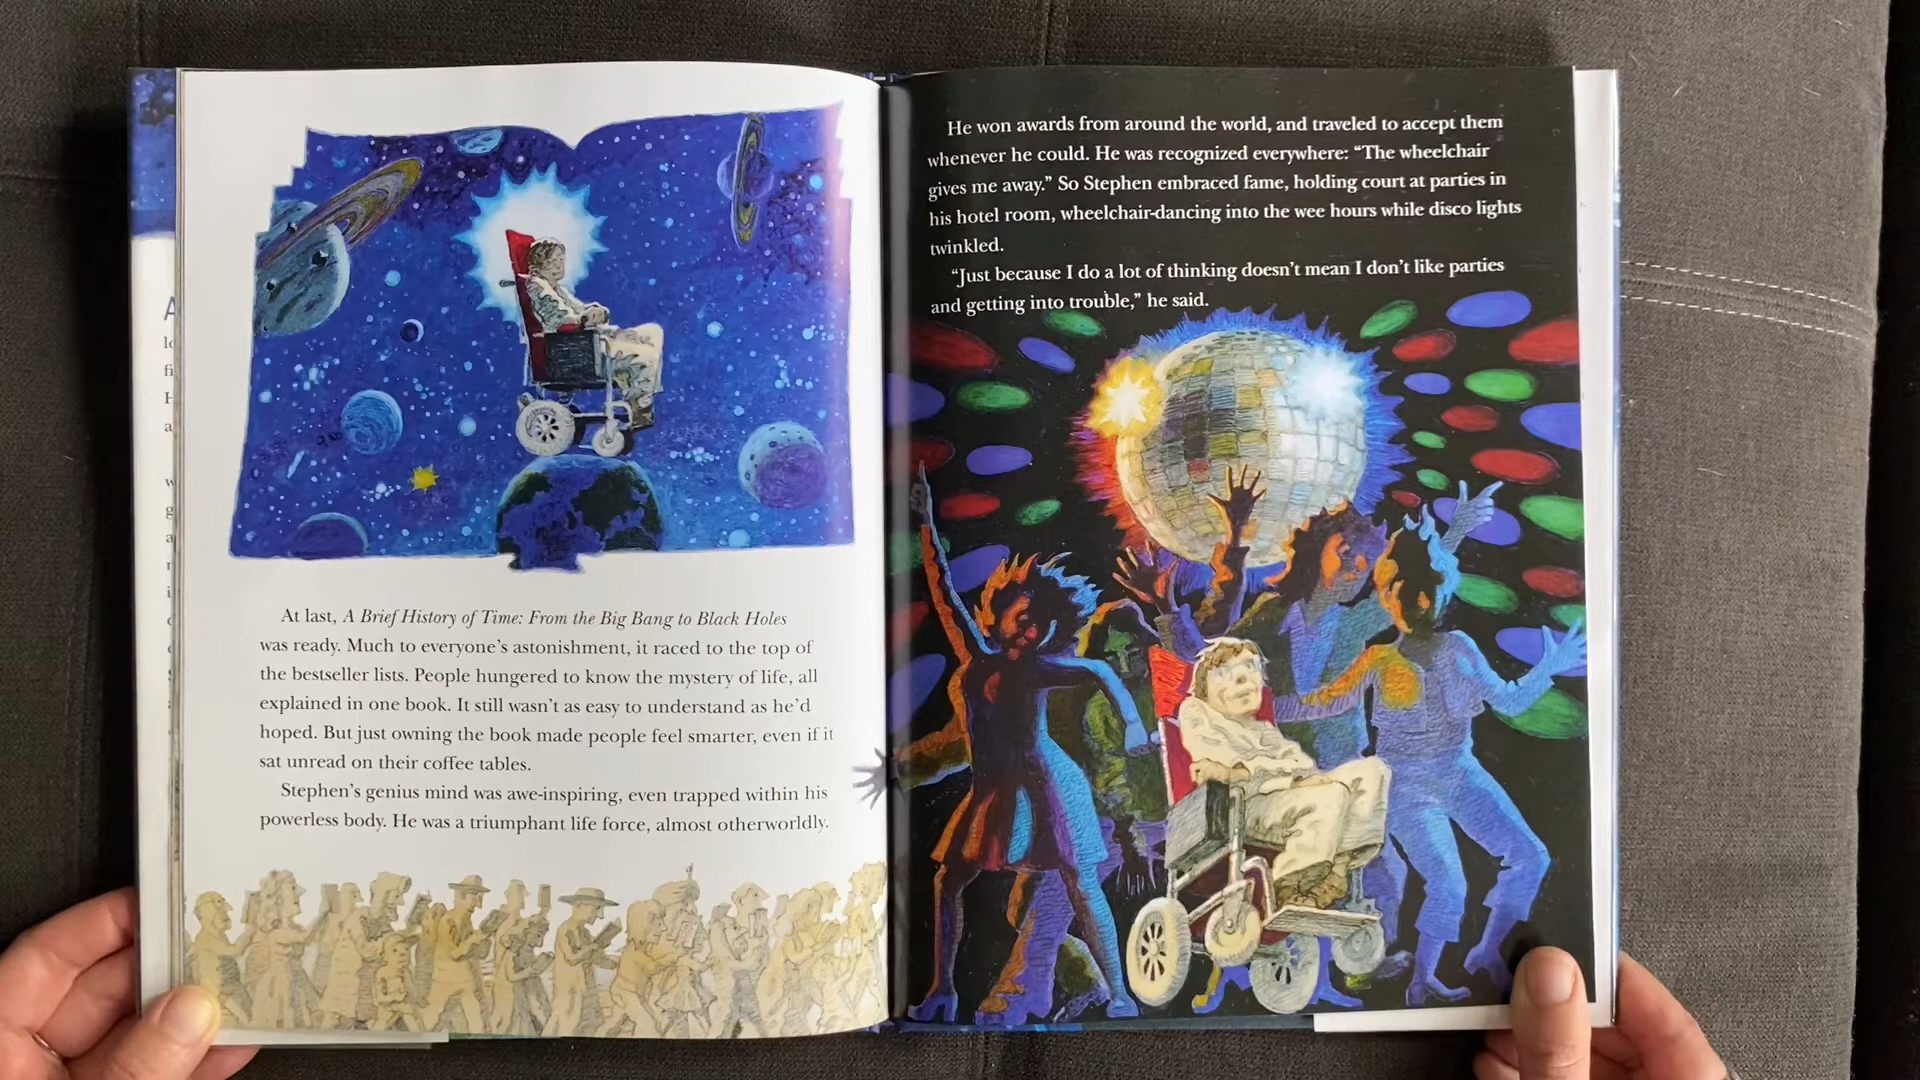 At last, A Brief History of Time: From the Big Bang to Black Holes
was ready. Much to everyone's astonishment, it raced to the top of
the bestseller lists. People hungered to know the mystery of life, all
explained in one book. It still wasn't as easy to understand as he'd
hoped. But just owning the book made people feel smarter, even if it
sat unread on their coffee tables.
Stephen's genius mind was awe-inspiring, even trapped within his
powerless body. He was a triumphant life force, almost otherworldly.
He won awards from around the world, and traveled to accept them
whenever he could. He was recognized everywhere: “The wheelchair
gives me away.” So Stephen embraced fame, holding court at parties in
his hotel room, wheelchair-dancing into the wee hours while disco lights
twinkled.
“Just because I do a lot of thinking doesn't mean I don't like parties
and getting into trouble,” he said.